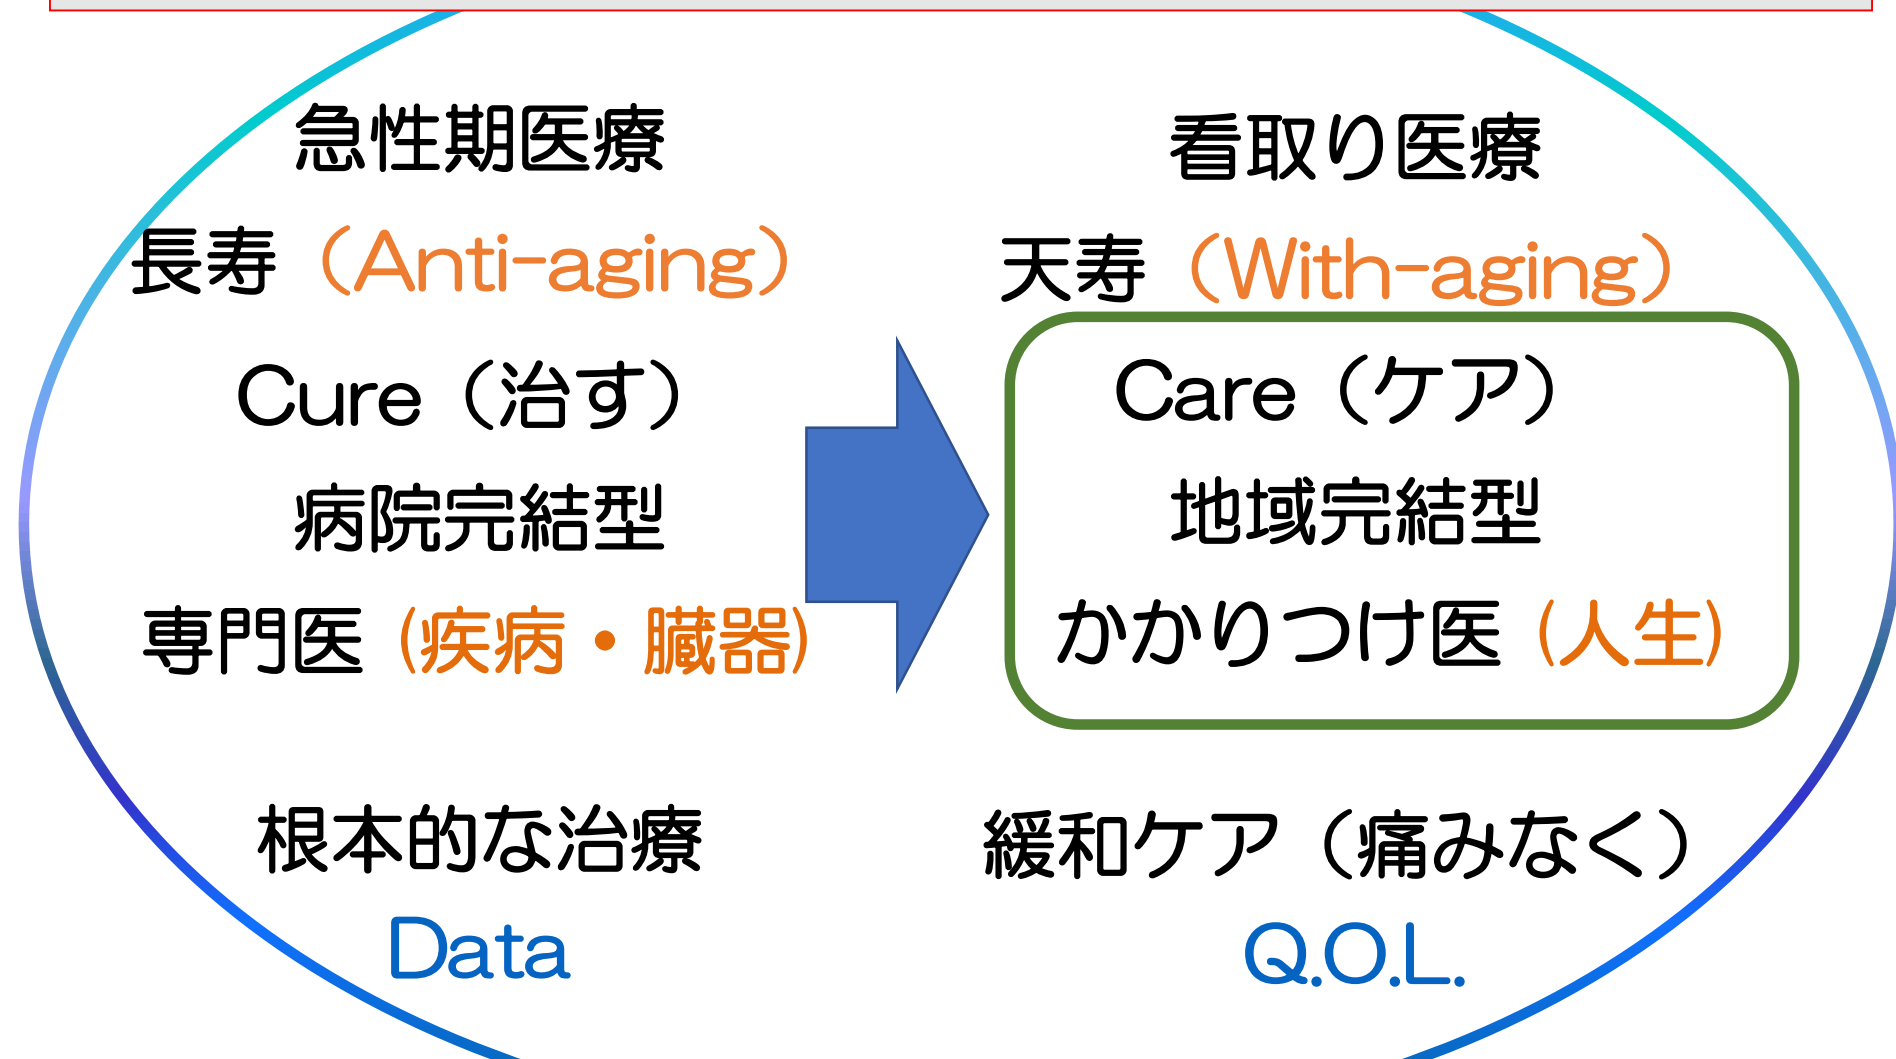 急性期医療
長寿（Anti-aging）
Cure（治す）
病院完結型
専門医(疾病・臓器)
根本的な治療
Data
看取り医療
天寿（With-aging）
Care（ケア）
地域完結型
かかりつけ医(人生)
緩和ケア（痛みなく）
Q.O.L.